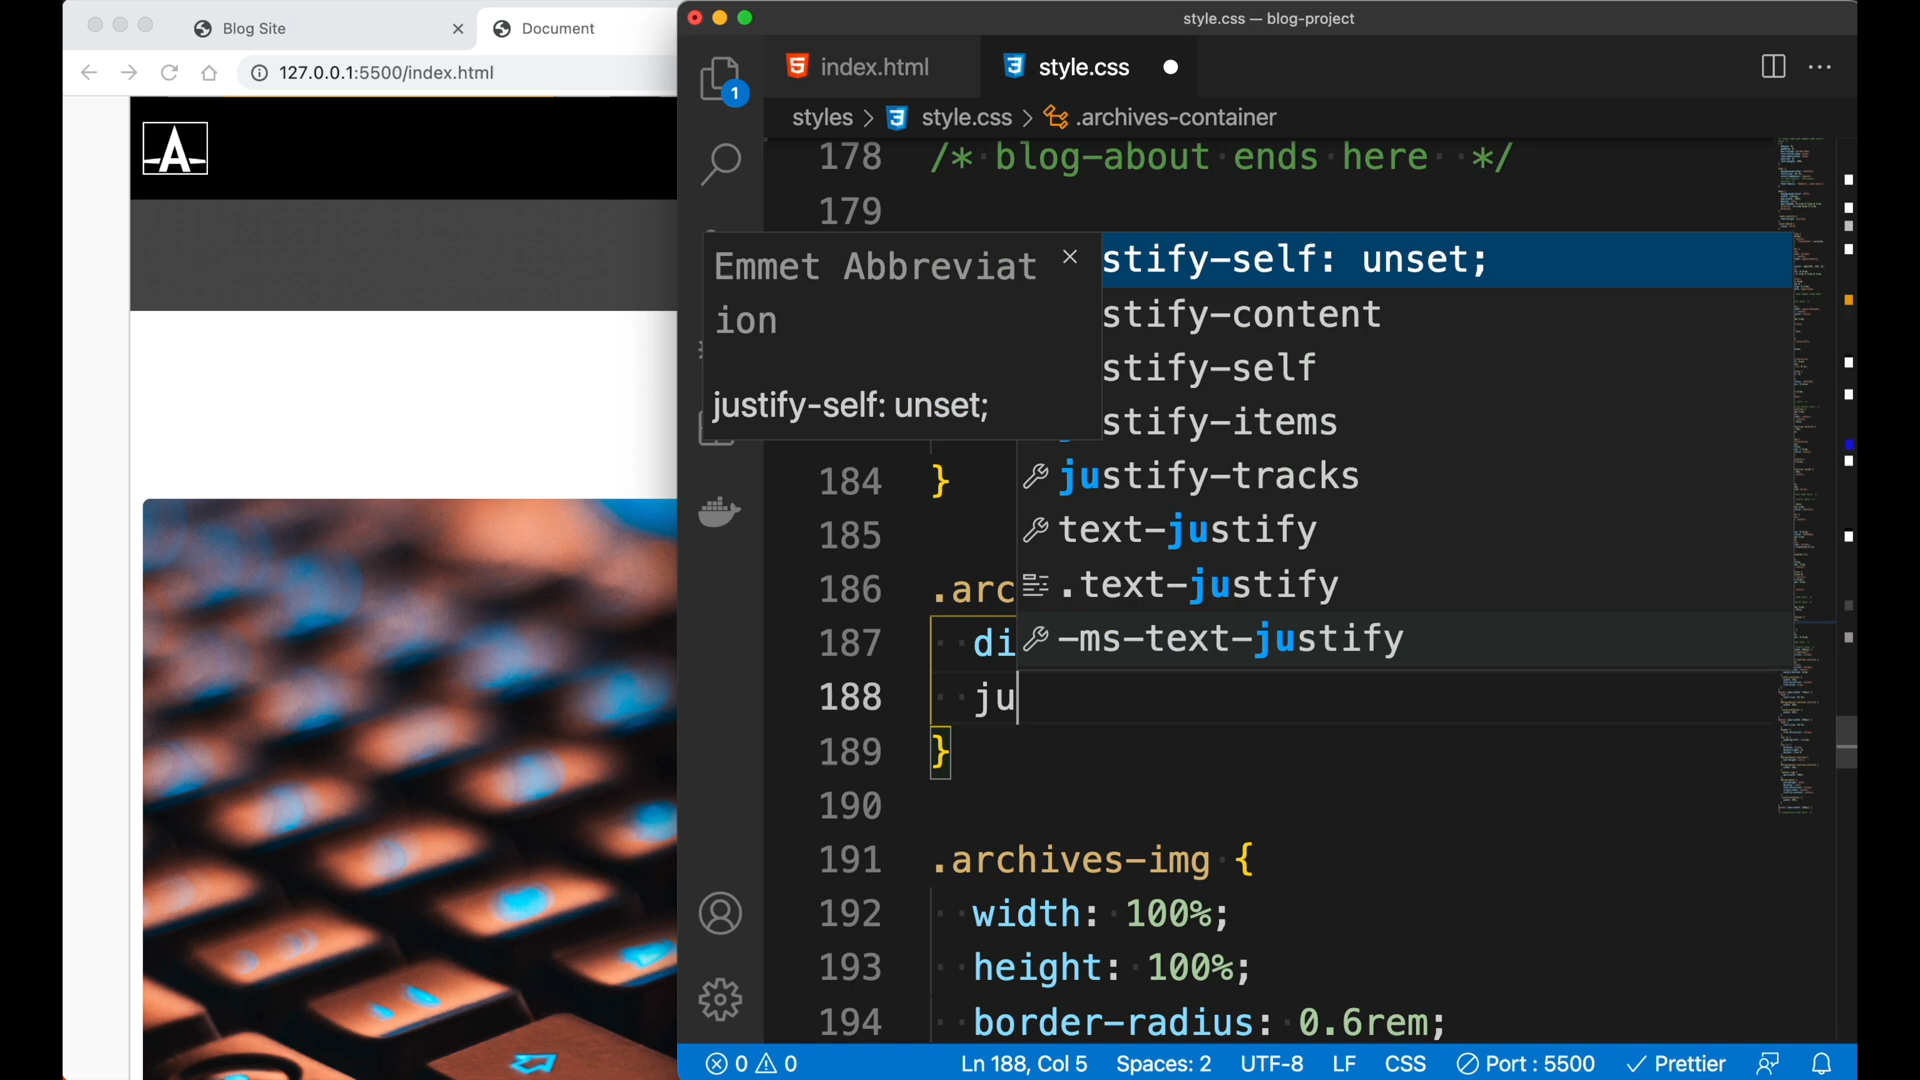 Blog Site
Document
127.0.0.1:5500/index.html
style.css — blog-project
1
index.html
style.css
styles > style.css > .archives-container
178 /* blog-about ends here */
179
Emmet Abbreviat
ion
justify-self: unset;
stify-self: unset;
stify-content
stify-self
stify-items
justify-tracks
text-justify
.text-justify
-ms-text-justify
184 }
185
186 .arc
187 di
188 ju
189 }
190
191 .archives-img {
192 width: 100%;
193 height: 100%;
194 border-radius: 0.6rem;
0 0 Ln 188, Col 5 Spaces: 2 UTF-8 LF CSS Port : 5500 Prettier